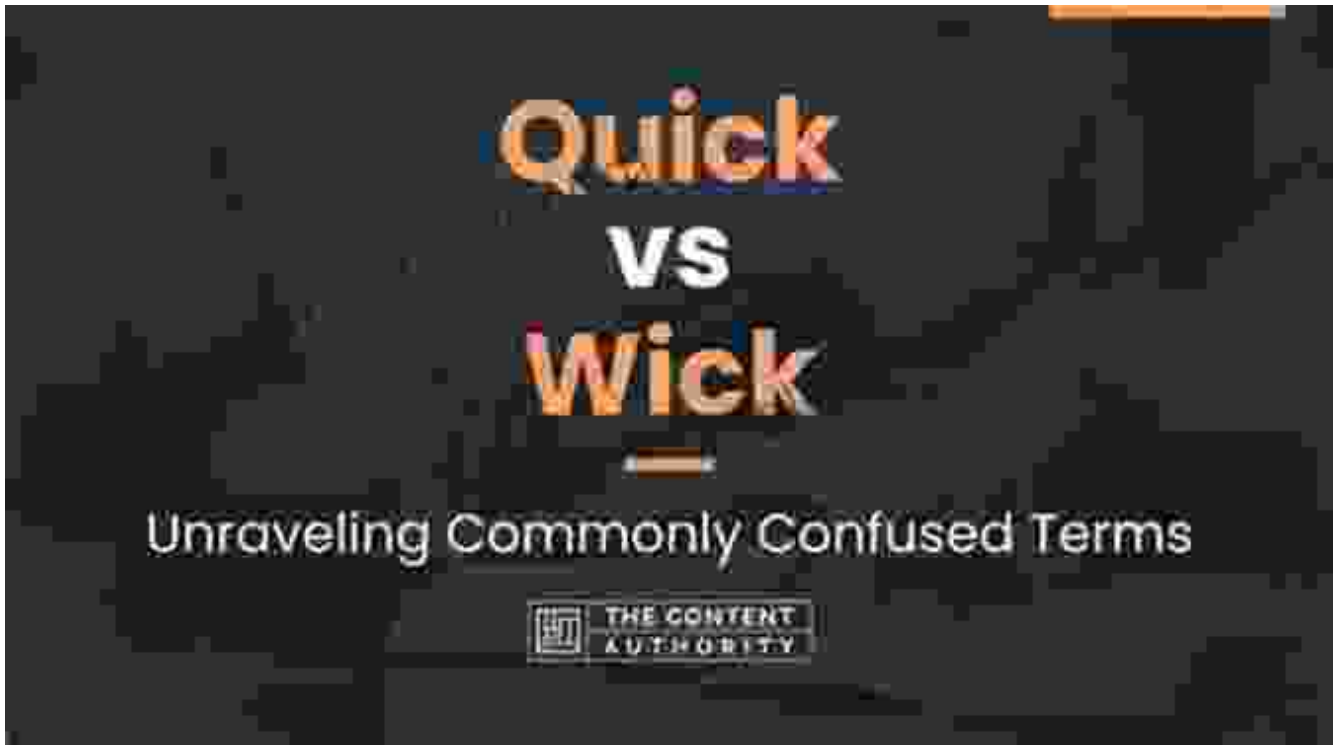 Quick
vs
Wick
Unraveling Commonly Confused Terms
THE CONTENT
AUTHORITY